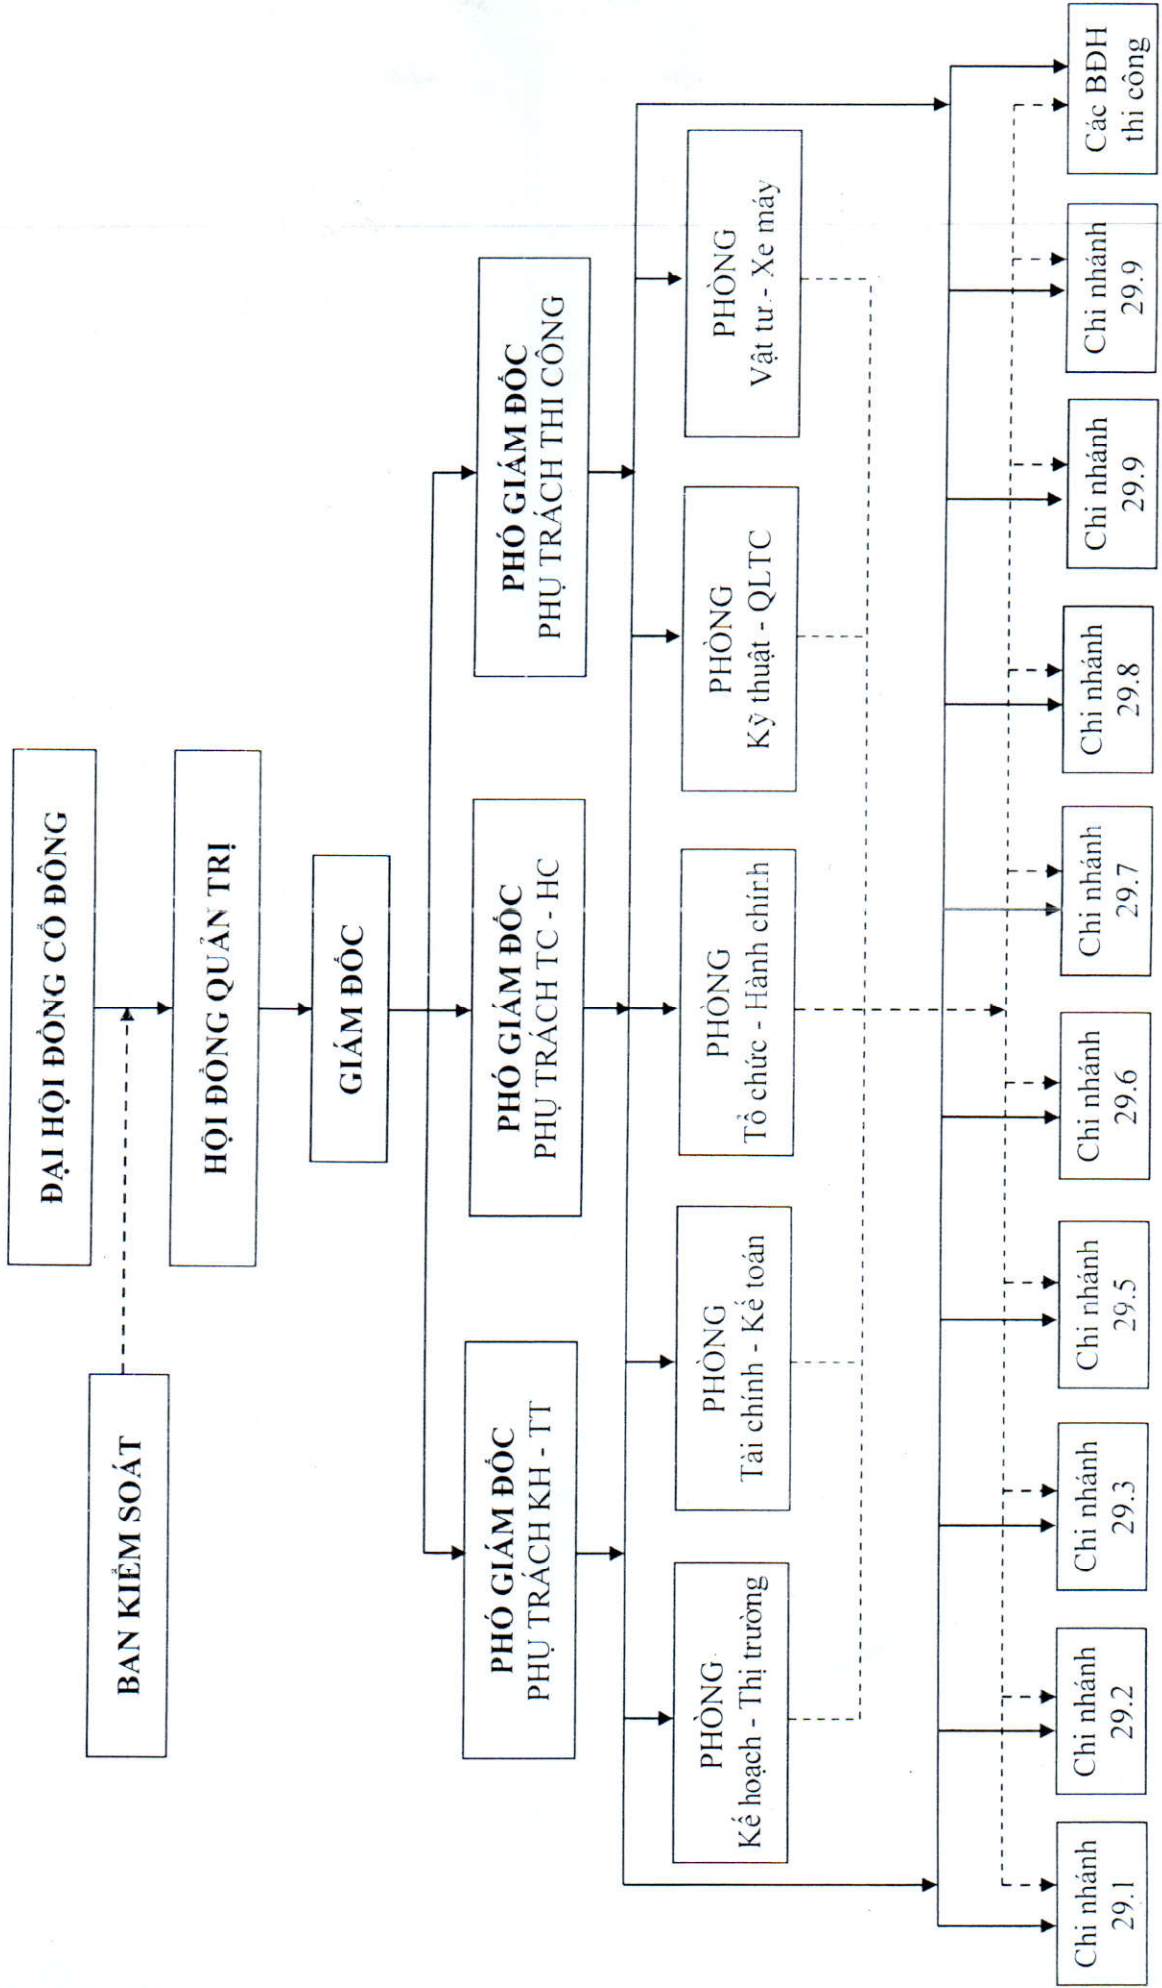 ĐẠI HỘI ĐỒNG CỔ ĐÔNG
BAN KIỂM SOÁT
HỘI ĐỒNG QUẢN TRỊ
GIÁM ĐỐC
PHÓ GIÁM ĐỐC
PHỤ TRÁCH KH - TT
PHÓ GIÁM ĐỐC
PHỤ TRÁCH TC - HC
PHÓ GIÁM ĐỐC
PHỤ TRÁCH THI CÔNG
PHÒNG
Kế hoạch - Thị trường
PHÒNG
Tài chính - Kế toán
PHÒNG
Tổ chức - Hành chính
PHÒNG
Kỹ thuật - QLTC
PHÒNG
Vật tư - Xe máy
Chi nhánh
29.1
Chi nhánh
29.2
Chi nhánh
29.3
Chi nhánh
29.5
Chi nhánh
29.6
Chi nhánh
29.7
Chi nhánh
29.8
Chi nhánh
29.9
Chi nhánh
29.9
Các BĐH
thi công